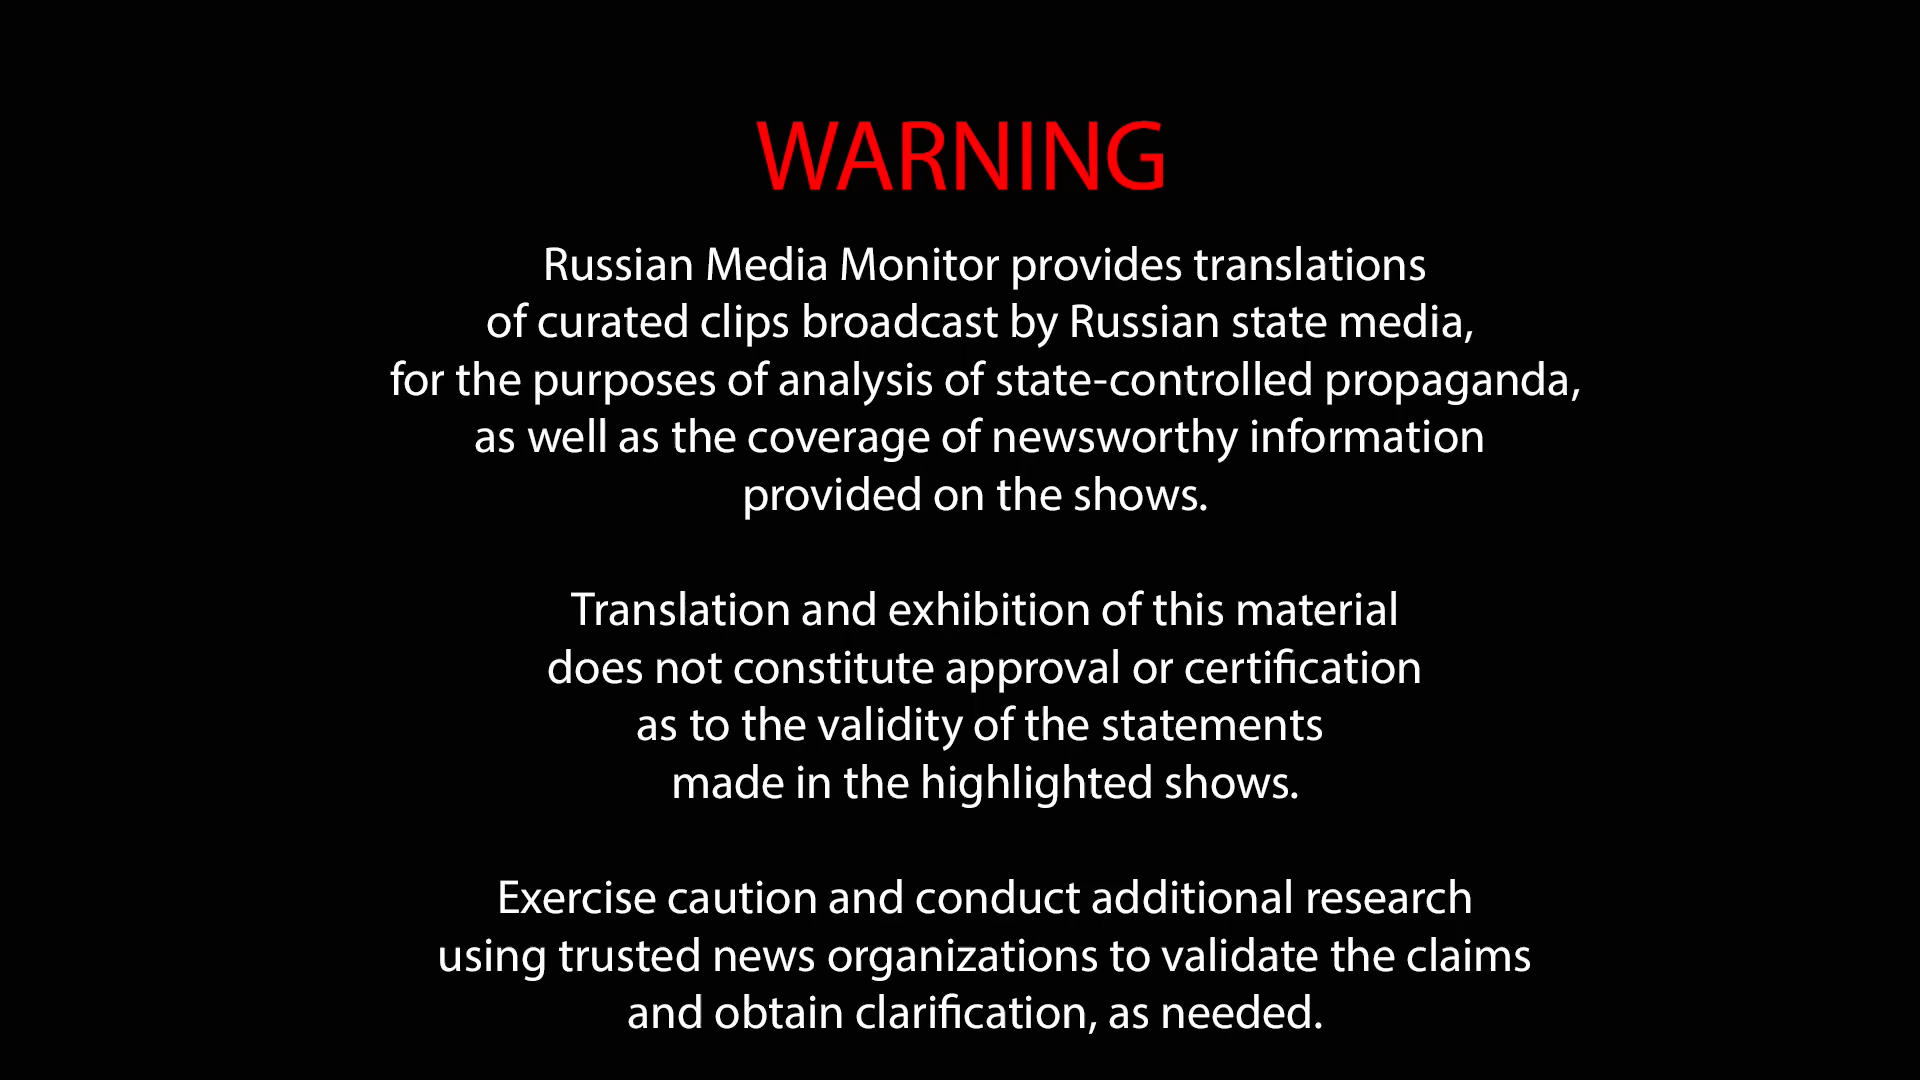 WARNING
Russian Media Monitor provides translations
of curated clips broadcast by Russian state media,
for the purposes of analysis of state-controlled propaganda,
as well as the coverage of newsworthy information
provided on the shows.
Translation and exhibition of this material
does not constitute approval or certification
as to the validity of the statements
made in the highlighted shows.
Exercise caution and conduct additional research
using trusted news organizations to validate the claims
and obtain clarification, as needed.